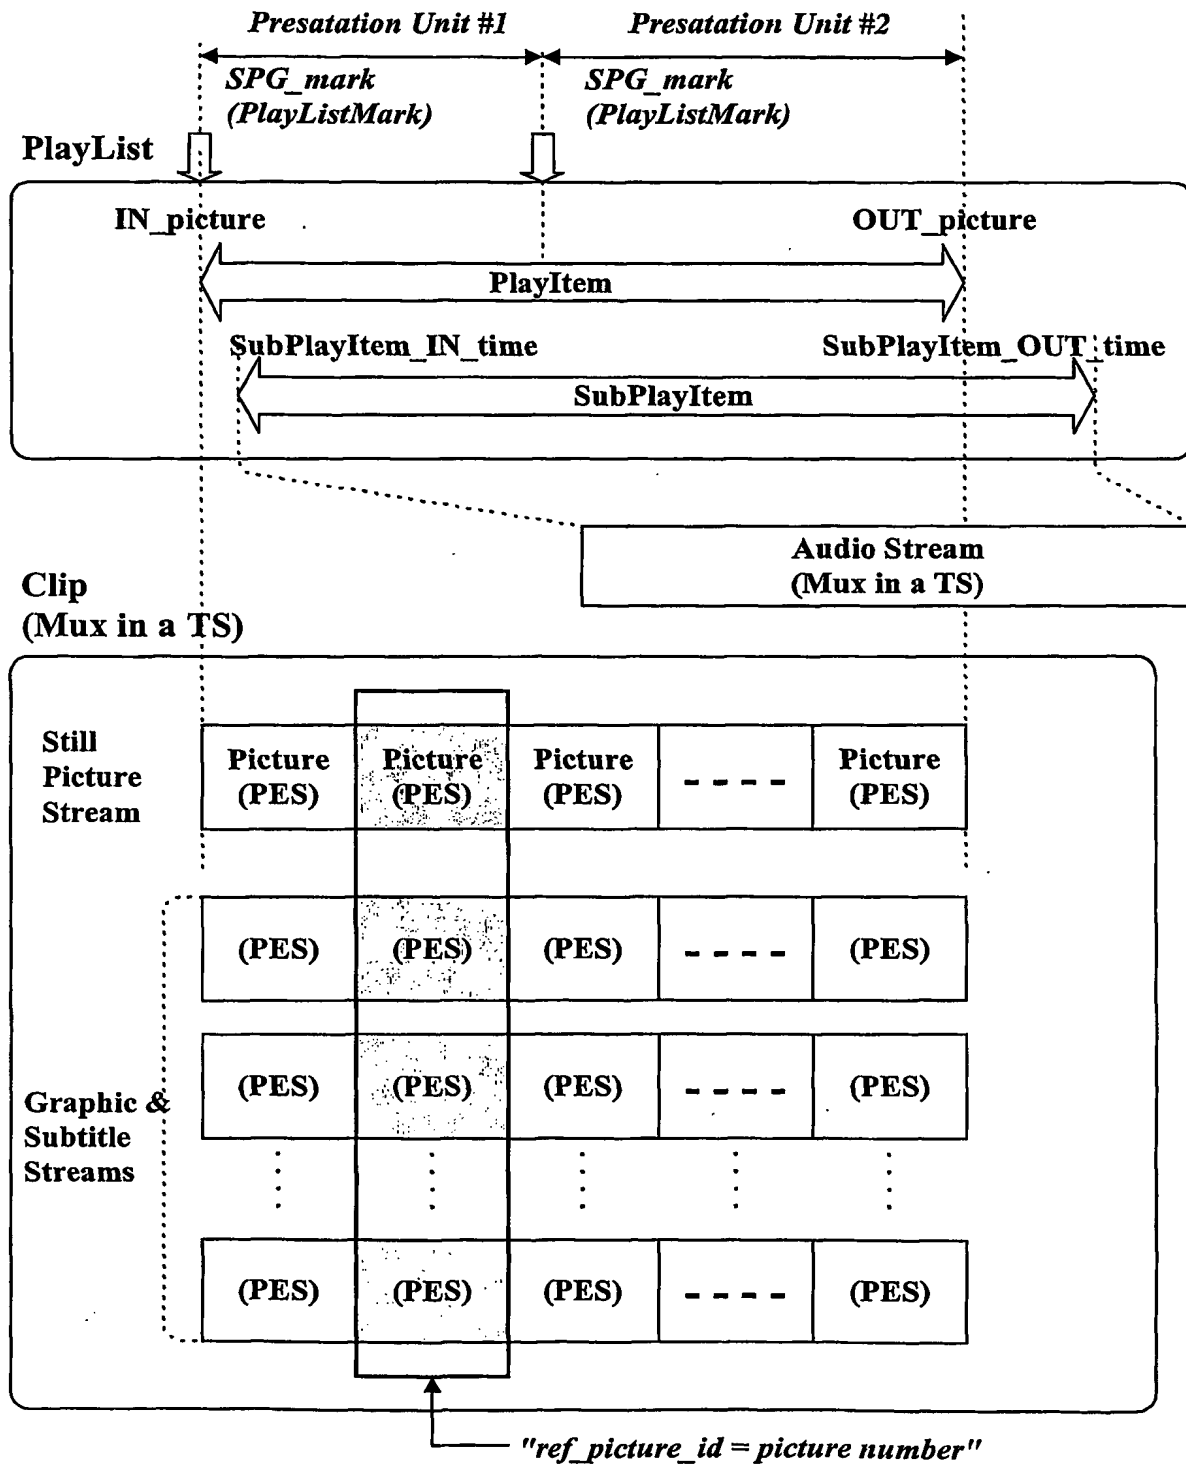 Presatation Unit #1 Presatation Unit #2
SPG_mark SPG_mark
(PlayListMark) (PlayListMark)
PlayList
IN_picture OUT_picture
PlayItem
SubPlayItem_IN_time SubPlayItem_OUT_time
SubPlayItem
Audio Stream
(Mux in a TS)
Clip
(Mux in a TS)
Still
Picture
Stream
Picture Picture Picture - - - - Picture
(PES) (PES) (PES) (PES)
(PES) (PES) (PES) - - - - (PES)
(PES) (PES) (PES) - - - - (PES)
Graphic &
Subtitle
Streams
(PES) (PES) (PES) - - - - (PES)
"ref_picture_id = picture number"